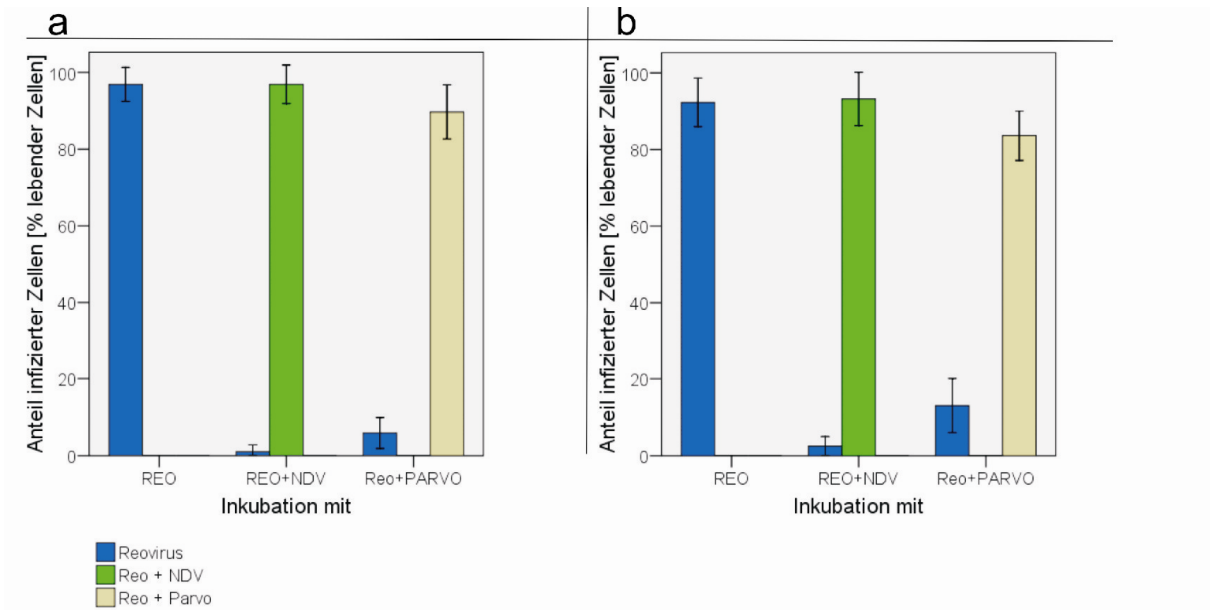 a
Anteil infizierter Zellen [% lebender Zellen]
100
80
60
40
20
0
REO
REO+NDV
Reo+PARVO
Inkubation mit
b
Anteil infizierter Zellen [% lebender Zellen]
100
80
60
40
20
0
REO
REO+NDV
Reo+PARVO
Inkubation mit
Reovirus
Reo + NDV
Reo + Parvo